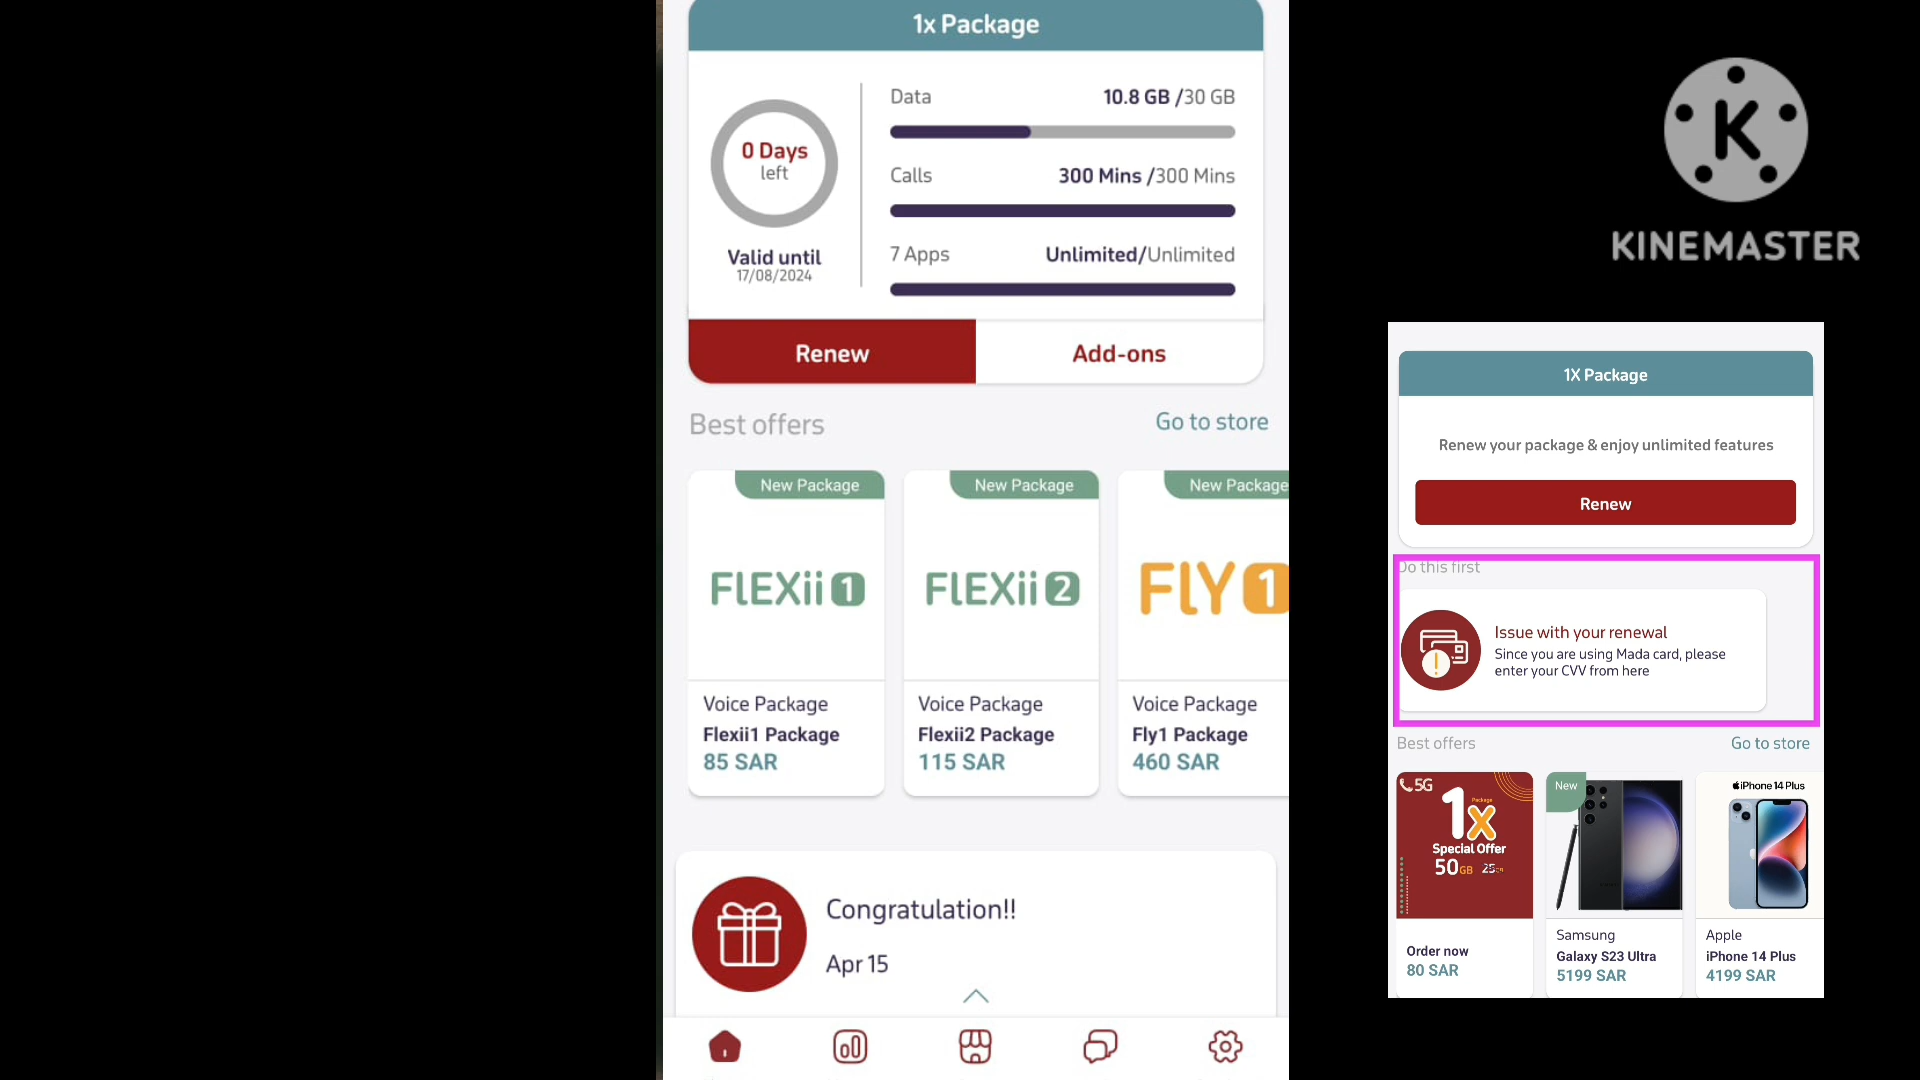 1x Package
0 Days
left
Valid until
17/08/2024
Data 10.8 GB /30 GB
Calls 300 Mins /300 Mins
7 Apps Unlimited/Unlimited
Renew
Add-ons
Best offers
Go to store
New Package
FLEXii 1
Voice Package
Flexii1 Package
85 SAR
New Package
FLEXii 2
Voice Package
Flexii2 Package
115 SAR
New Package
FLY 1
Voice Package
Fly1 Package
460 SAR
Congratulation!!
Apr 15
K
KINEMASTER
1X Package
Renew your package & enjoy unlimited features
Renew
Do this first
Issue with your renewal
Since you are using Mada card, please
enter your CVV from here
Best offers
Go to store
5G
Package
1x
Special Offer
50GB 25
Order now
80 SAR
New
Samsung
Galaxy S23 Ultra
5199 SAR
iPhone 14 Plus
Apple
iPhone 14 Plus
4199 SAR